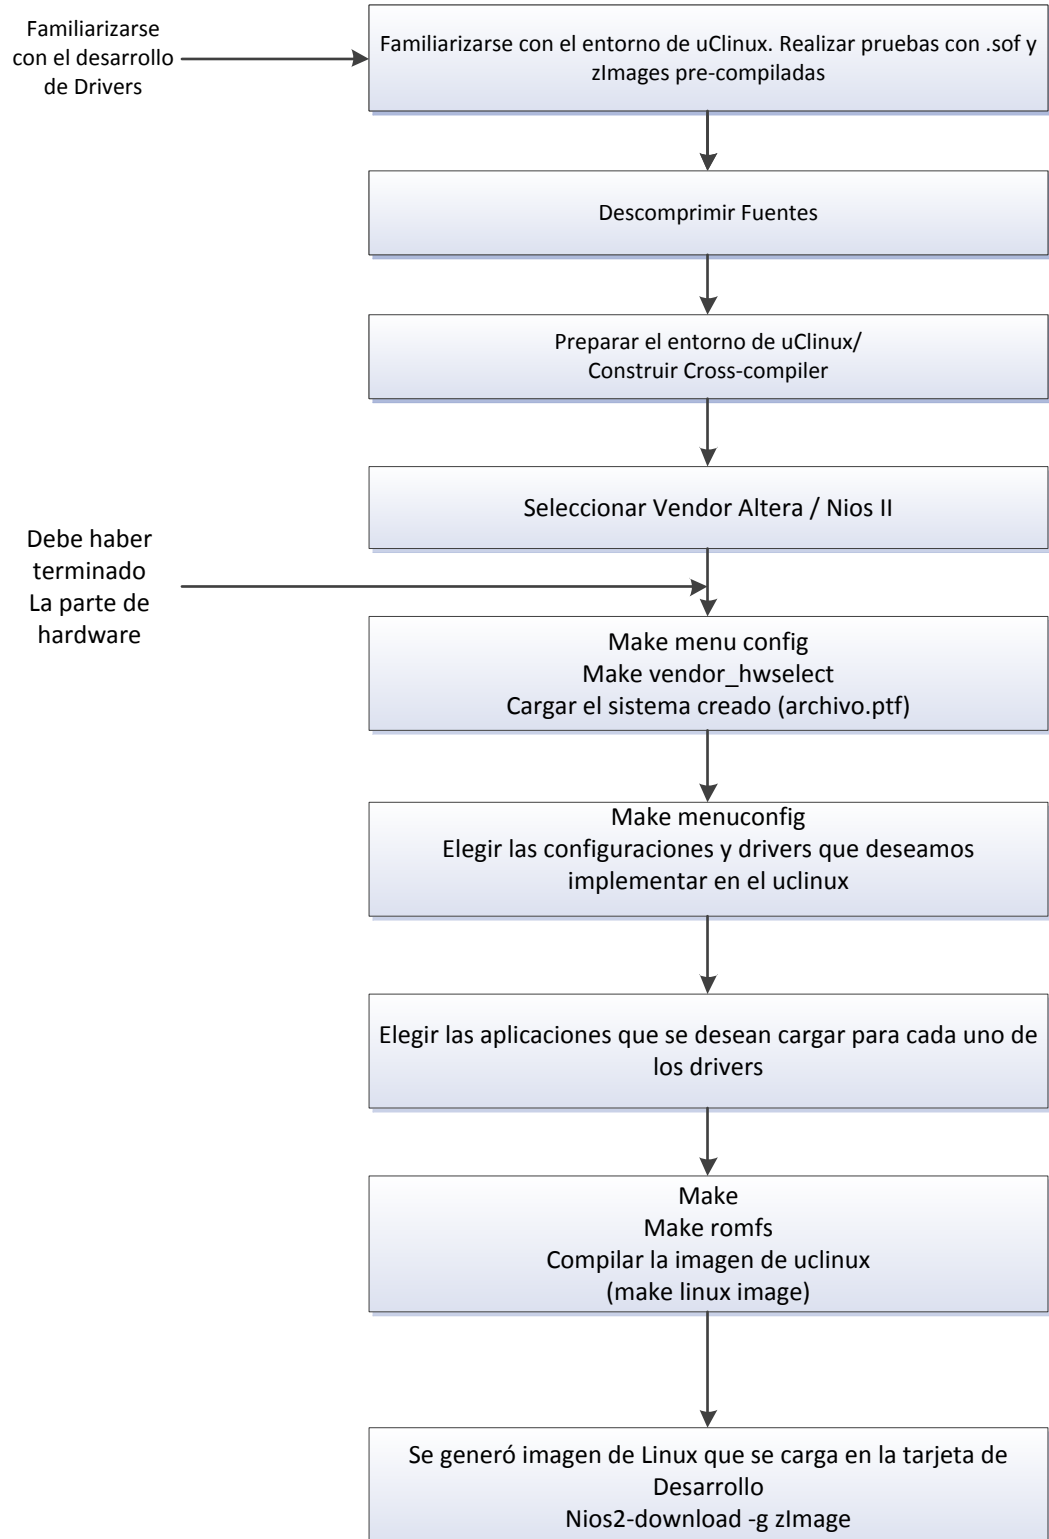 Familiarizarse
con el desarrollo
de Drivers
Familiarizarse con el entorno de uClinux. Realizar pruebas con .sof y
zImages pre-compiladas
Descomprimir Fuentes
Preparar el entorno de uClinux/
Construir Cross-compiler
Seleccionar Vendor Altera / Nios II
Debe haber
terminado
La parte de
hardware
Make menu config
Make vendor_hwselect
Cargar el sistema creado (archivo.ptf)
Make menuconfig
Elegir las configuraciones y drivers que deseamos
implementar en el uclinux
Elegir las aplicaciones que se desean cargar para cada uno de
los drivers
Make
Make romfs
Compilar la imagen de uclinux
(make linux image)
Se generó imagen de Linux que se carga en la tarjeta de
Desarrollo
Nios2-download -g zImage